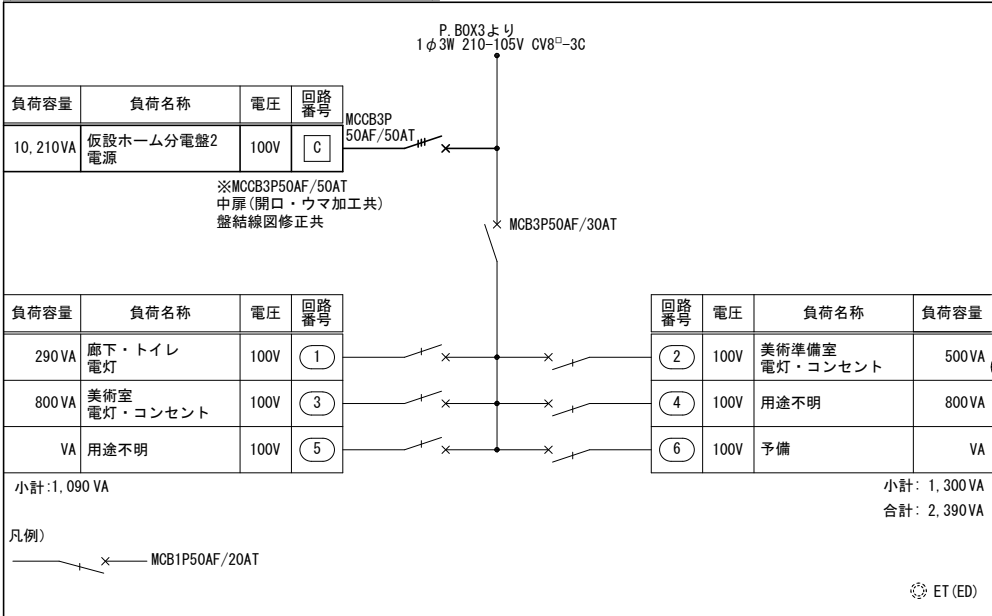 P.BOX3より
1φ3W 210-105V CV8□-3C
負荷容量 負荷名称 電圧 回路番号
10,210VA 仮設ホーム分電盤2 電源 100V C
MCCB3P
50AF/50AT
※MCCB3P50AF/50AT
中扉(開口・ウマ加工共)
盤結線図修正共
MCB3P50AF/30AT
負荷容量 負荷名称 電圧 回路番号
290VA 廊下・トイレ 電灯 100V 1
800VA 美術室 電灯・コンセント 100V 3
VA 用途不明 100V 5
小計:1,090VA
回路番号 電圧 負荷名称 負荷容量
2 100V 美術準備室 電灯・コンセント 500VA
4 100V 用途不明 800VA
6 100V 予備 VA
小計: 1,300VA
合計: 2,390VA
凡例)
MCB1P50AF/20AT
ET(ED)